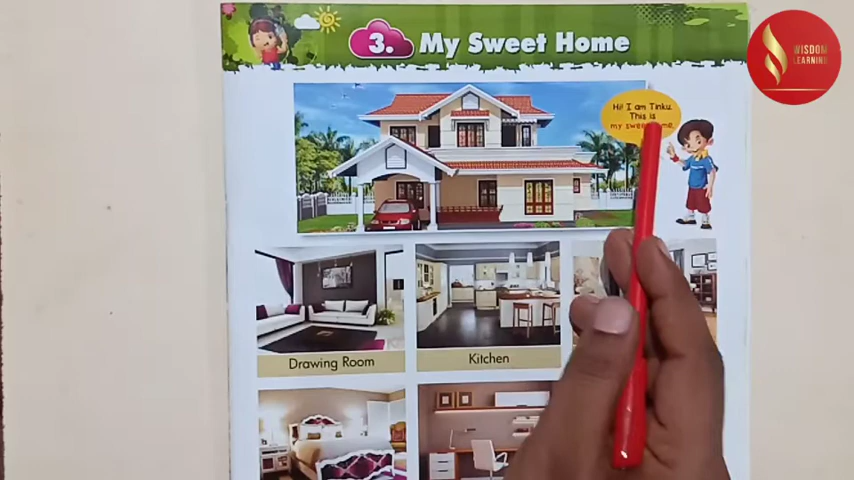 3. My Sweet Home
WISDOM
LEARNING
Hi! I am Tinku.
This is
my sweet
Drawing Room
Kitchen